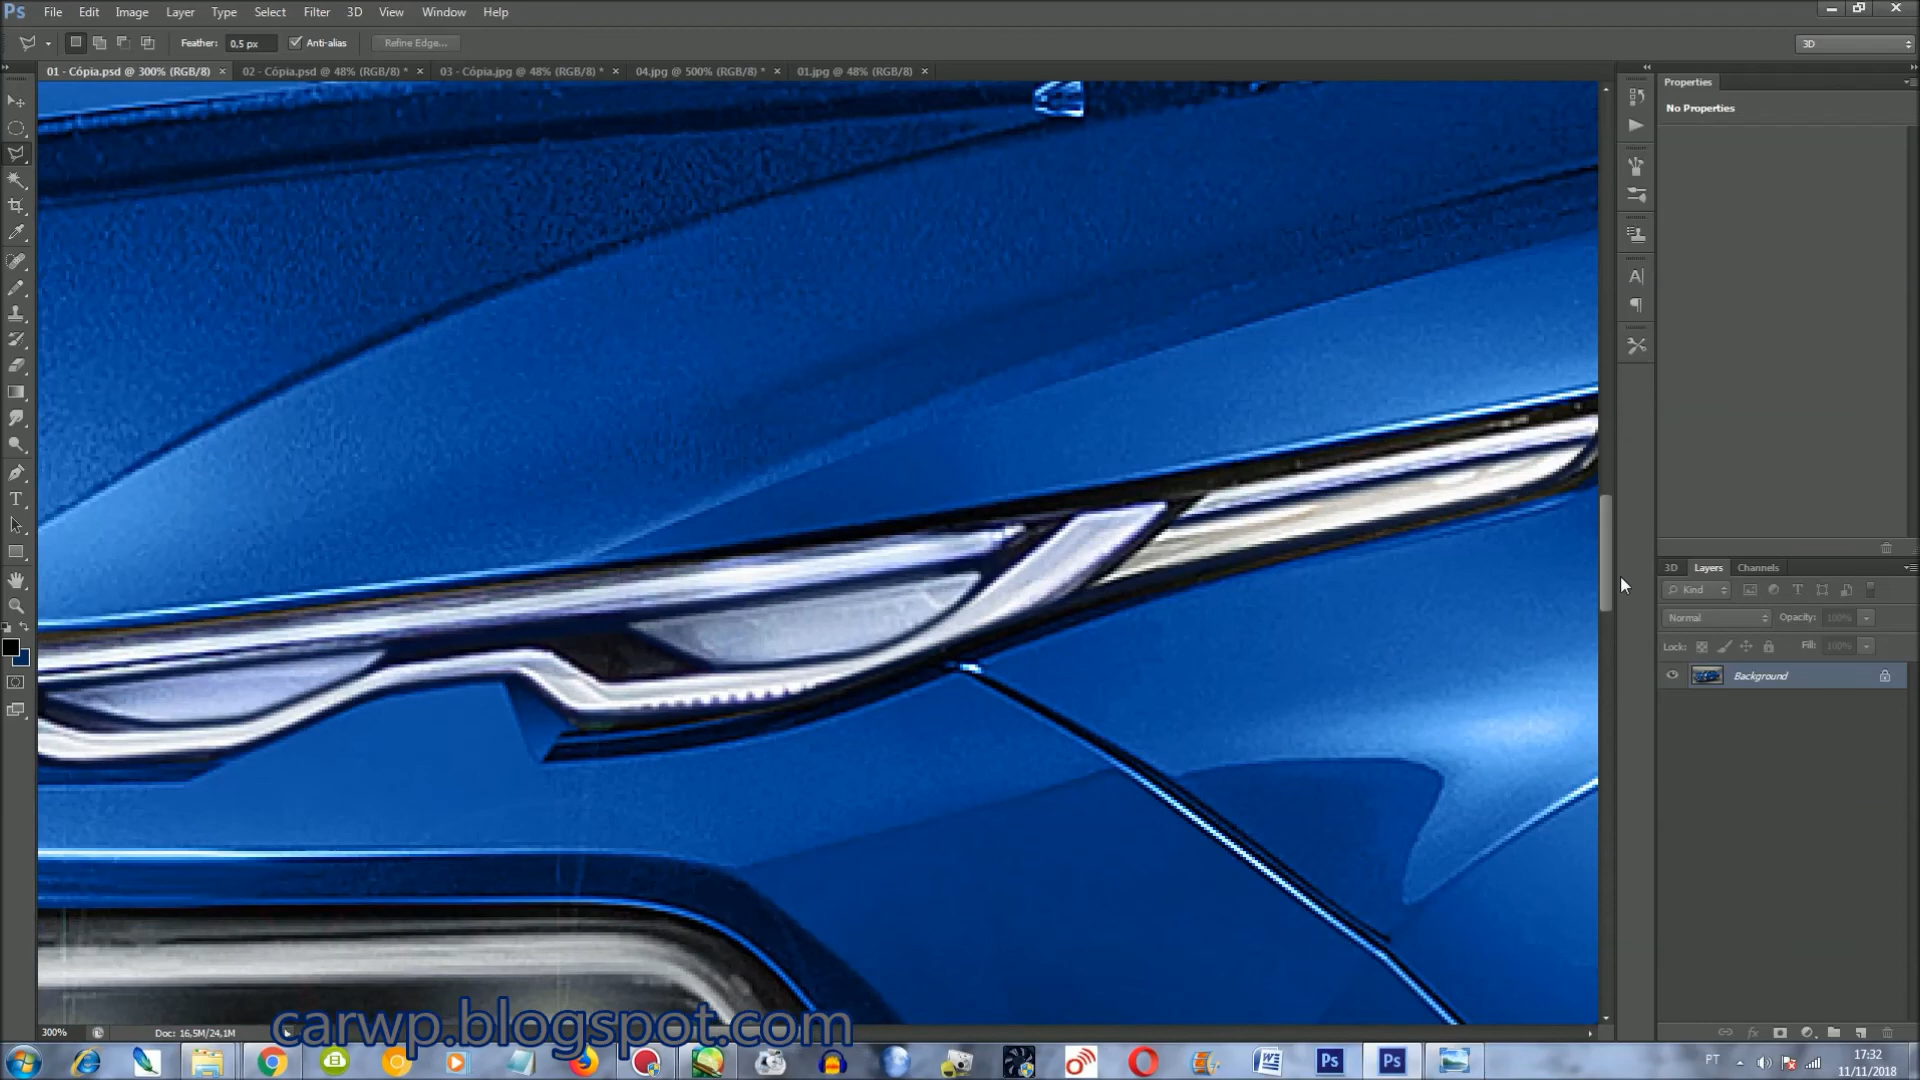 Ps File Edit Image Layer Type Select Filter 3D View Window Help
Feather: 0,5 px Anti-alias Refine Edge... 3D
01 - Cópia.psd @ 300% (RGB/8) × 02 - Cópia.psd @ 48% (RGB/8) * × 03 - Cópia.jpg @ 48% (RGB/8) * × 04.jpg @ 500% (RGB/8) * × 01.jpg @ 48% (RGB/8) ×
Properties
No Properties
3D Layers Channels
Kind
Normal Opacity: 100%
Lock: Fill: 100%
Background
300% Doc: 16,5M/24,1M
carwp.blogspot.com
PT
17:32
11/11/2018